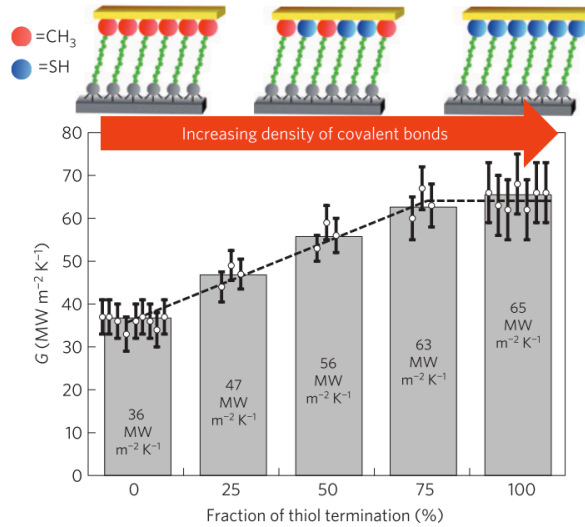 =CH₃
=SH
Increasing density of covalent bonds
80
70
60
50
40
30
20
10
0
G (MW m⁻² K⁻¹)
36
MW
m⁻² K⁻¹
47
MW
m⁻² K⁻¹
56
MW
m⁻² K⁻¹
63
MW
m⁻² K⁻¹
65
MW
m⁻² K⁻¹
0 25 50 75 100
Fraction of thiol termination (%)